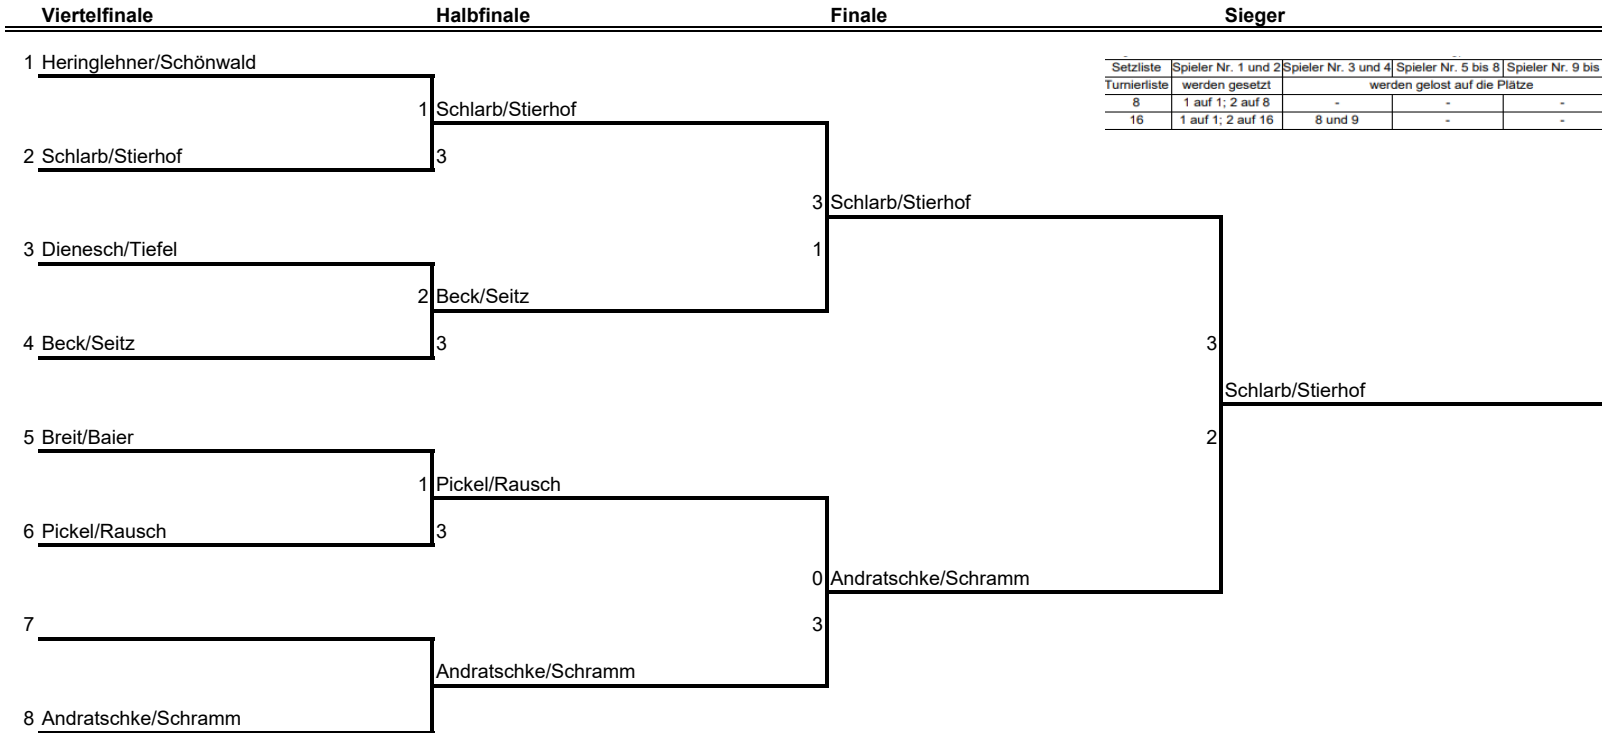 Viertelfinale Halbfinale Finale Sieger
1 Heringlehner/Schönwald
Setzliste Spieler Nr. 1 und 2 Spieler Nr. 3 und 4 Spieler Nr. 5 bis 8 Spieler Nr. 9 bis
Turnierliste werden gesetzt werden gelost auf die Plätze
8 1 auf 1; 2 auf 8 - - -
1 Schlarb/Stierhof
16 1 auf 1; 2 auf 16 8 und 9 - -
2 Schlarb/Stierhof 3
3 Schlarb/Stierhof
3 Dienesch/Tiefel 1
2 Beck/Seitz
4 Beck/Seitz 3 3
Schlarb/Stierhof
5 Breit/Baier 2
1 Pickel/Rausch
6 Pickel/Rausch 3
0 Andratschke/Schramm
7 3
Andratschke/Schramm
8 Andratschke/Schramm